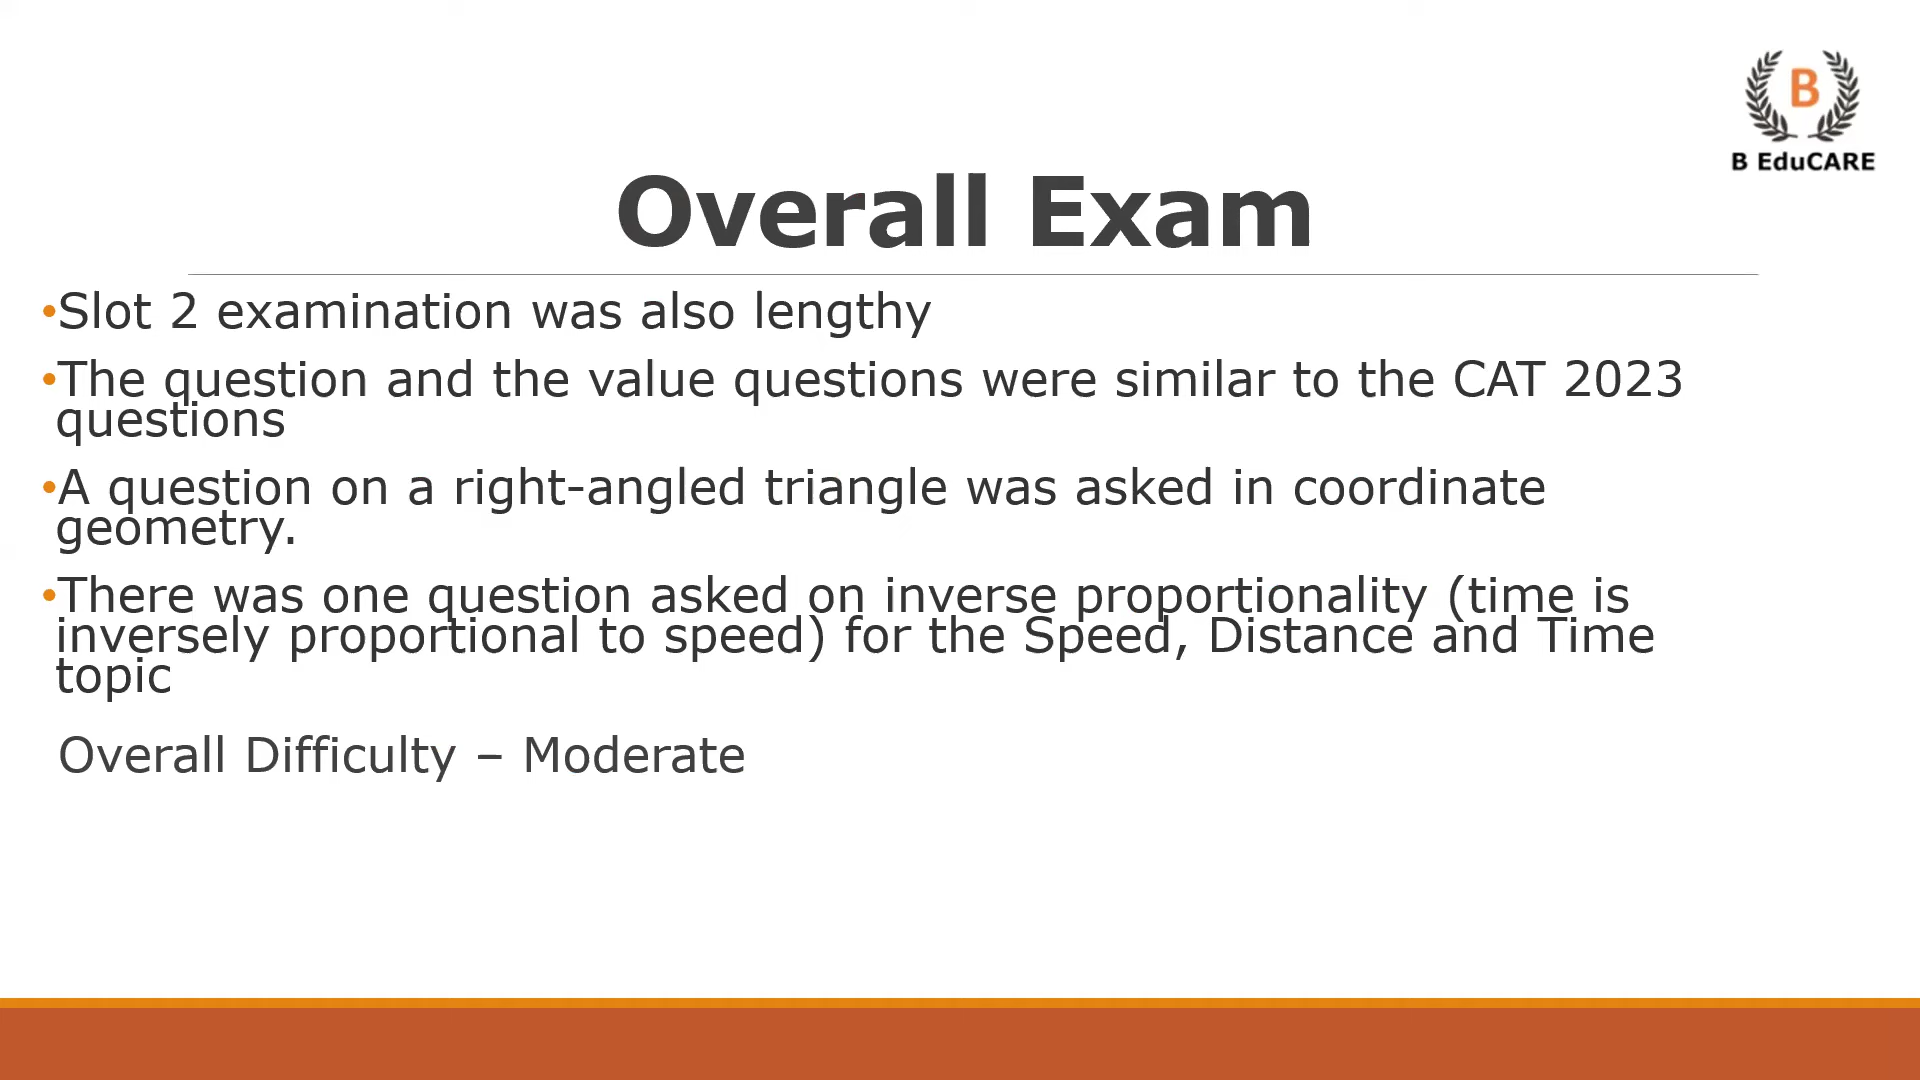 B
B EduCARE
Overall Exam
•Slot 2 examination was also lengthy
•The question and the value questions were similar to the CAT 2023
questions
•A question on a right-angled triangle was asked in coordinate
geometry.
•There was one question asked on inverse proportionality (time is
inversely proportional to speed) for the Speed, Distance and Time
topic
Overall Difficulty – Moderate